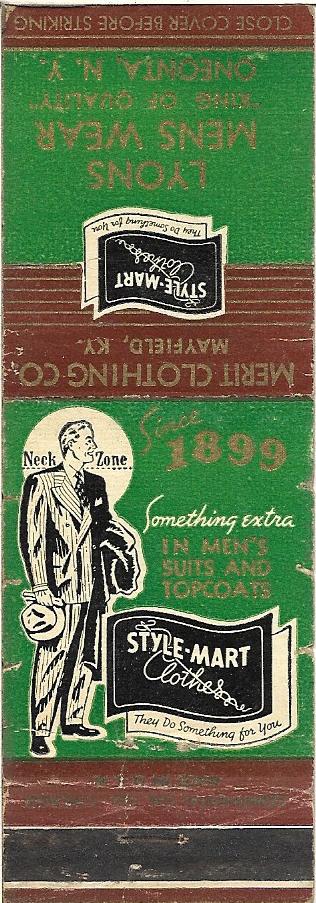 CLOSE COVER BEFORE STRIKING
LYONS
MENS WEAR
"KING OF QUALITY"
ONEONTA, N. Y.
STYLE-MART
Clothes
They Do Something for You
MERIT CLOTHING CO
MAYFIELD, KY.
Since
1899
Neck Zone
Something extra
IN MEN'S
SUITS AND
TOPCOATS
STYLE-MART
Clothes
They Do Something for You